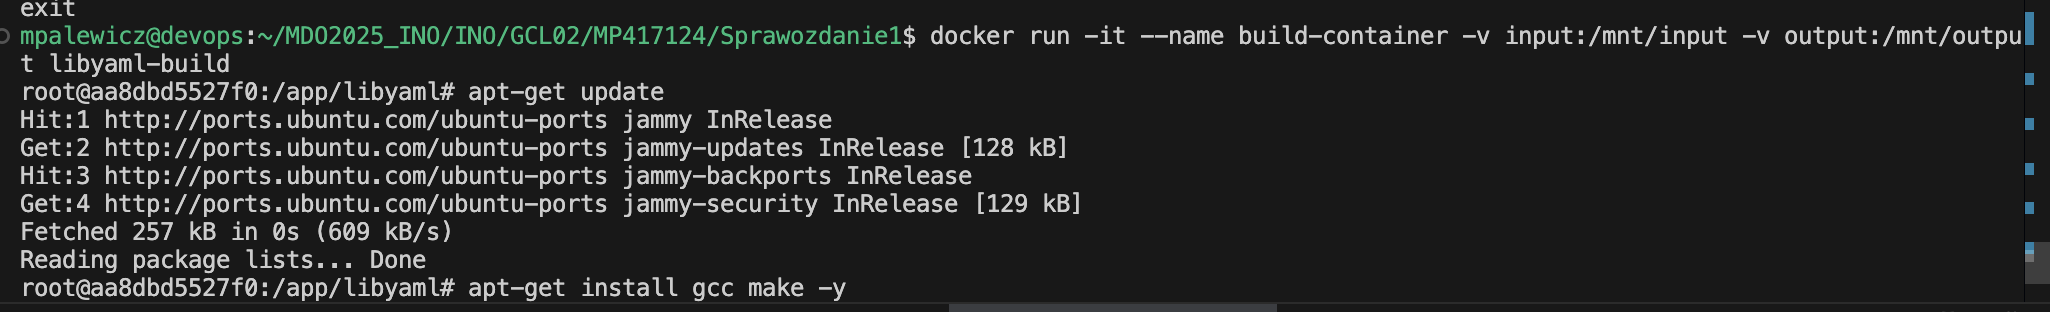 exit
mpalewicz@devops:~/MDO2025_INO/INO/GCL02/MP417124/Sprawozdanie1$ docker run -it --name build-container -v input:/mnt/input -v output:/mnt/outpu
t libyaml-build
root@aa8dbd5527f0:/app/libyaml# apt-get update
Hit:1 http://ports.ubuntu.com/ubuntu-ports jammy InRelease
Get:2 http://ports.ubuntu.com/ubuntu-ports jammy-updates InRelease [128 kB]
Hit:3 http://ports.ubuntu.com/ubuntu-ports jammy-backports InRelease
Get:4 http://ports.ubuntu.com/ubuntu-ports jammy-security InRelease [129 kB]
Fetched 257 kB in 0s (609 kB/s)
Reading package lists... Done
root@aa8dbd5527f0:/app/libyaml# apt-get install gcc make -y